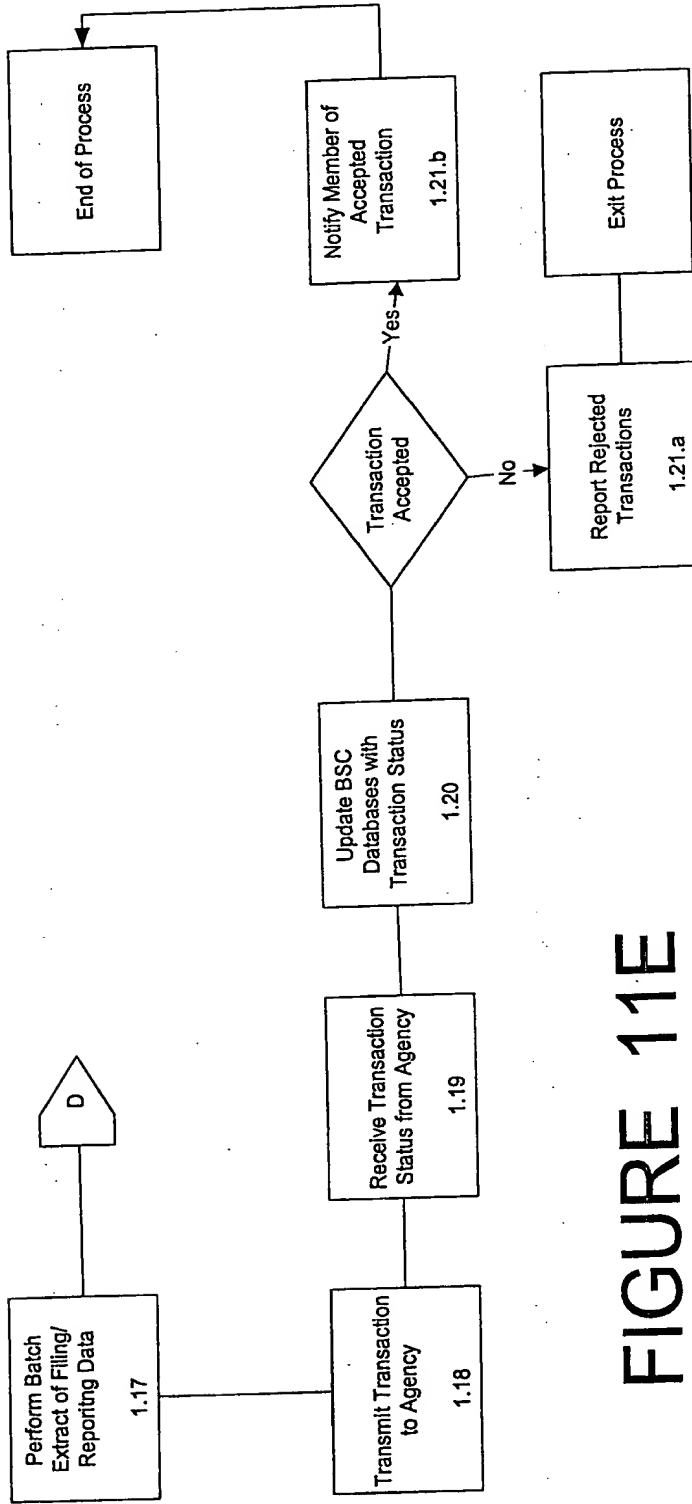 Perform Batch
Extract of Filing/
Reporitng Data
1.17
D
Transmit Transaction
to Agency
1.18
Receive Transaction
Status from Agency
1.19
Update BSC
Databases with
Transaction Status
1.20
Transaction
Accepted
Yes
No
Notify Member of
Accepted
Transaction
1.21.b
End of Process
Report Rejected
Transactions
1.21.a
Exit Process
FIGURE 11E